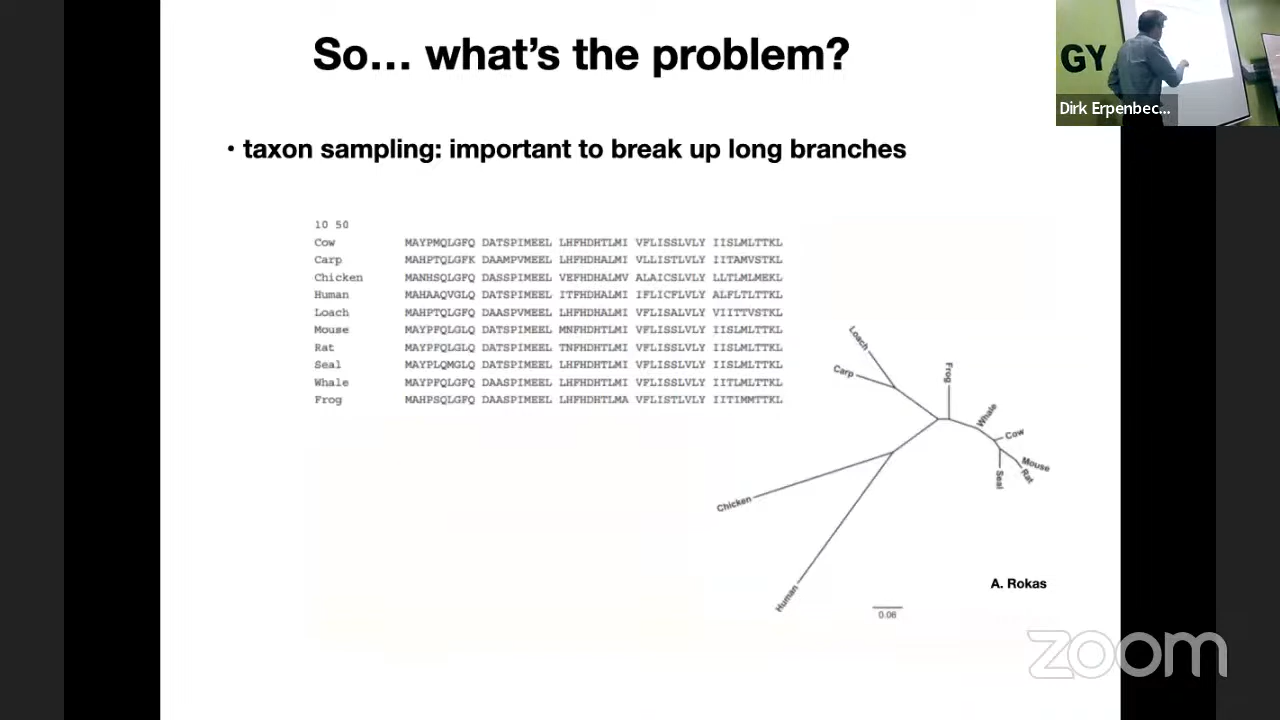 So... what's the problem?
GY
Dirk Erpenbec...
• taxon sampling: important to break up long branches
10 50
Cow MAYPMQLGFQ DATSPIMEEL LHFHDHTLMI VFLISSLVLY IISLMLTTKL
Carp MAHPTQLGFK DAAMPVMEEL LHFHDHALMI VLLISTLVLY IITAMVSTKL
Chicken MANHSQLGFQ DASSPIMEEL VEFHDHALMV ALAICSLVLY LLTLMLMEKL
Human MAHAAQVGLQ DATSPIMEEL ITFHDHALMI IFLICFLVLY ALFLTLTTKL
Loach MAHPTQLGFQ DAASPVMEEL LHFHDHALMI VFLISALVLY VIITTVSTKL
Mouse MAYPFQLGLQ DATSPIMEEL MNFHDHTLMI VFLISSLVLY IISLMLTTKL
Rat MAYPFQLGLQ DATSPIMEEL TNFHDHTLMI VFLISSLVLY IISLMLTTKL
Seal MAYPLQMGLQ DATSPIMEEL LHFHDHTLMI VFLISSLVLY IISLMLTTKL
Whale MAYPFQLGFQ DAASPIMEEL LHFHDHTLMI VFLISSLVLY IITLMLTTKL
Frog MAHPSQLGFQ DAASPIMEEL LHFHDHTLMA VFLISTLVLY IITIMMTTKL
Loach
Carp
Frog
Whale
Cow
Mouse
Rat
Seal
Chicken
Human
A. Rokas
0.06
zoom